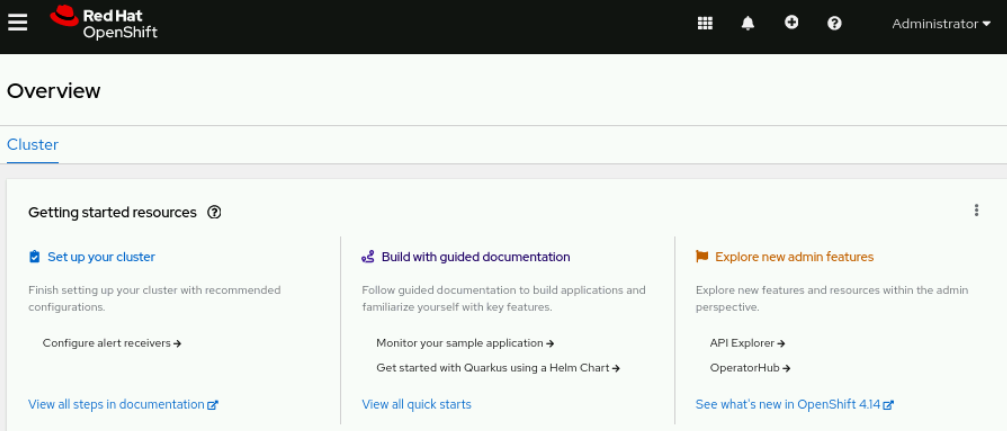 Red Hat
OpenShift
Administrator
Overview
Cluster
Getting started resources
Set up your cluster
Finish setting up your cluster with recommended
configurations.
Configure alert receivers
View all steps in documentation
Build with guided documentation
Follow guided documentation to build applications and
familiarize yourself with key features.
Monitor your sample application
Get started with Quarkus using a Helm Chart
View all quick starts
Explore new admin features
Explore new features and resources within the admin
perspective.
API Explorer
OperatorHub
See what's new in OpenShift 4.14